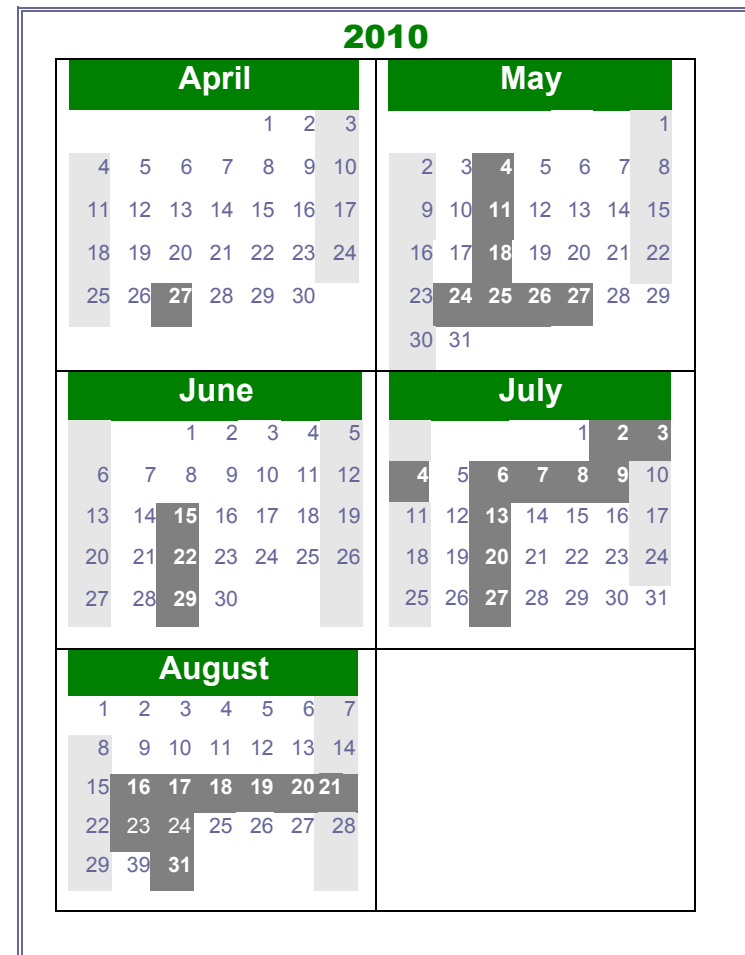 2010
April
1 2 3
4 5 6 7 8 9 10
11 12 13 14 15 16 17
18 19 20 21 22 23 24
25 26 27 28 29 30
May
1
2 3 4 5 6 7 8
9 10 11 12 13 14 15
16 17 18 19 20 21 22
23 24 25 26 27 28 29
30 31
June
1 2 3 4 5
6 7 8 9 10 11 12
13 14 15 16 17 18 19
20 21 22 23 24 25 26
27 28 29 30
July
1 2 3
4 5 6 7 8 9 10
11 12 13 14 15 16 17
18 19 20 21 22 23 24
25 26 27 28 29 30 31
August
1 2 3 4 5 6 7
8 9 10 11 12 13 14
15 16 17 18 19 20 21
22 23 24 25 26 27 28
29 39 31